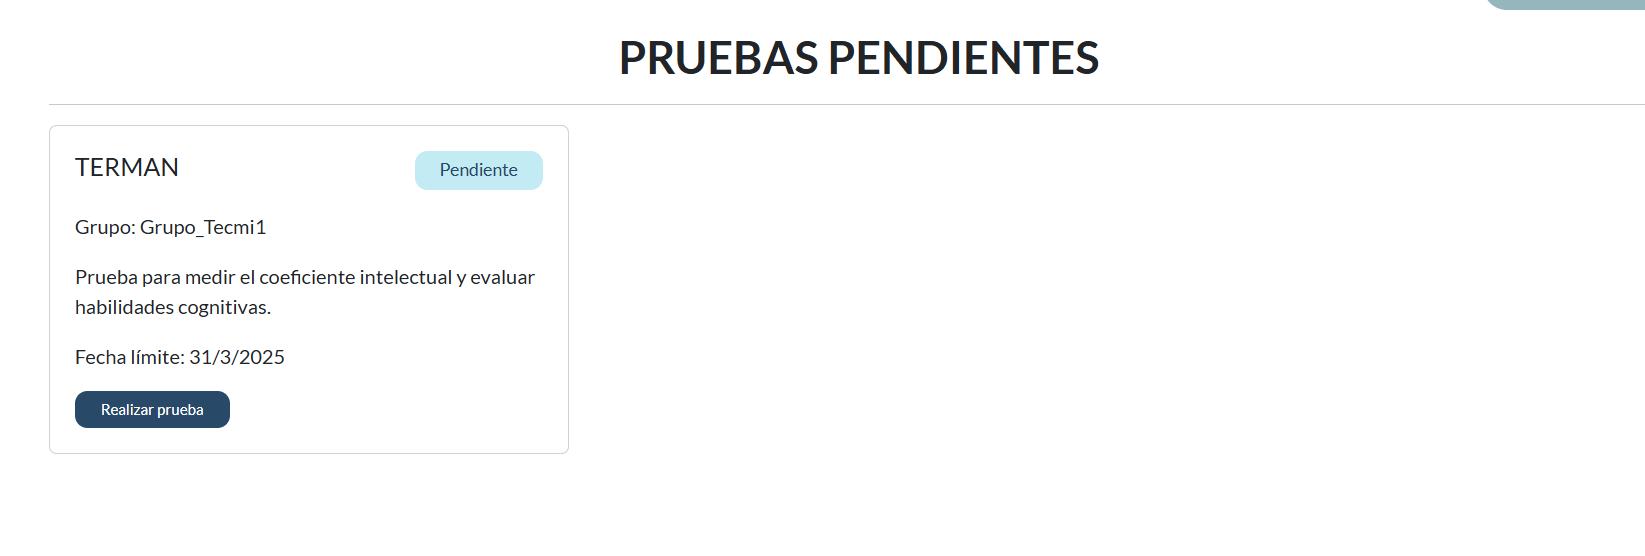 PRUEBAS PENDIENTES
TERMAN
Pendiente
Grupo: Grupo_Tecmi1
Prueba para medir el coeficiente intelectual y evaluar
habilidades cognitivas.
Fecha límite: 31/3/2025
Realizar prueba